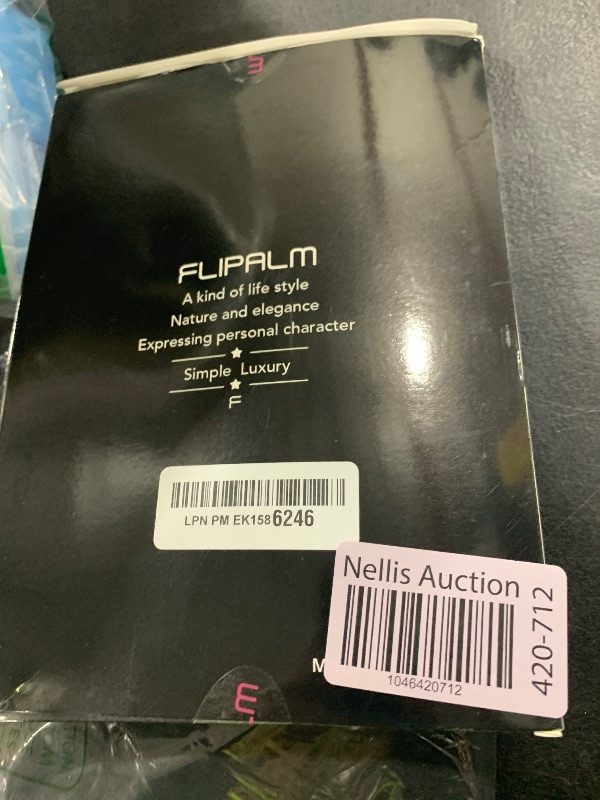 FLIPALM
A kind of life style
Nature and elegance
Expressing personal character
Simple Luxury
F
LPN PM EK1586246
Nellis Auction
1046420712
420-712
M